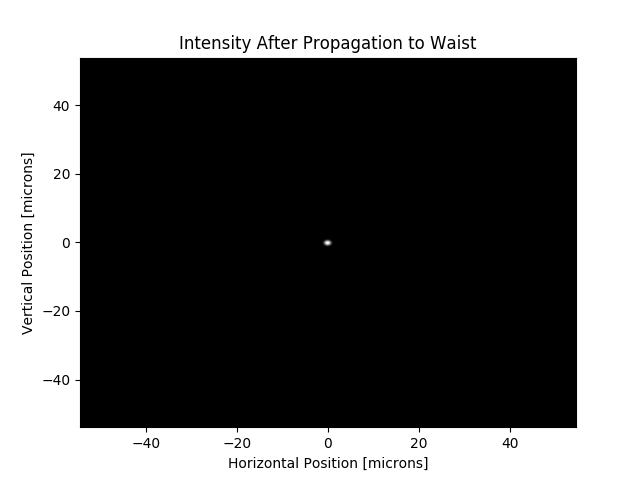 Intensity After Propagation to Waist
40
20
0
−20
−40
Vertical Position [microns]
−40 −20 0 20 40
Horizontal Position [microns]